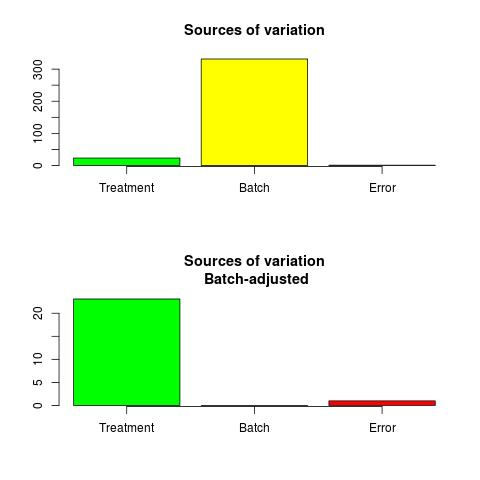 Sources of variation
300
200
100
0
Treatment Batch Error
Sources of variation
Batch-adjusted
20
10
5
0
Treatment Batch Error